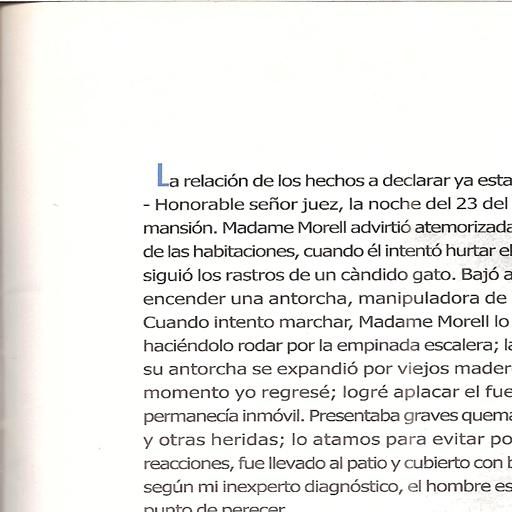 La relación de los hechos a declarar ya esta
- Honorable señor juez, la noche del 23 del
mansión. Madame Morell advirtió atemorizada
de las habitaciones, cuando él intentó hurtar el
siguió los rastros de un càndido gato. Bajó a
encender una antorcha, manipuladora de
Cuando intento marchar, Madame Morell lo
haciéndolo rodar por la empinada escalera; la
su antorcha se expandió por viejos mader
momento yo regresé; logré aplacar el fue
permanecía inmóvil. Presentaba graves quema
y otras heridas; lo atamos para evitar po
reacciones, fue llevado al patio y cubierto con b
según mi inexperto diagnóstico, el hombre es
punto de perecer